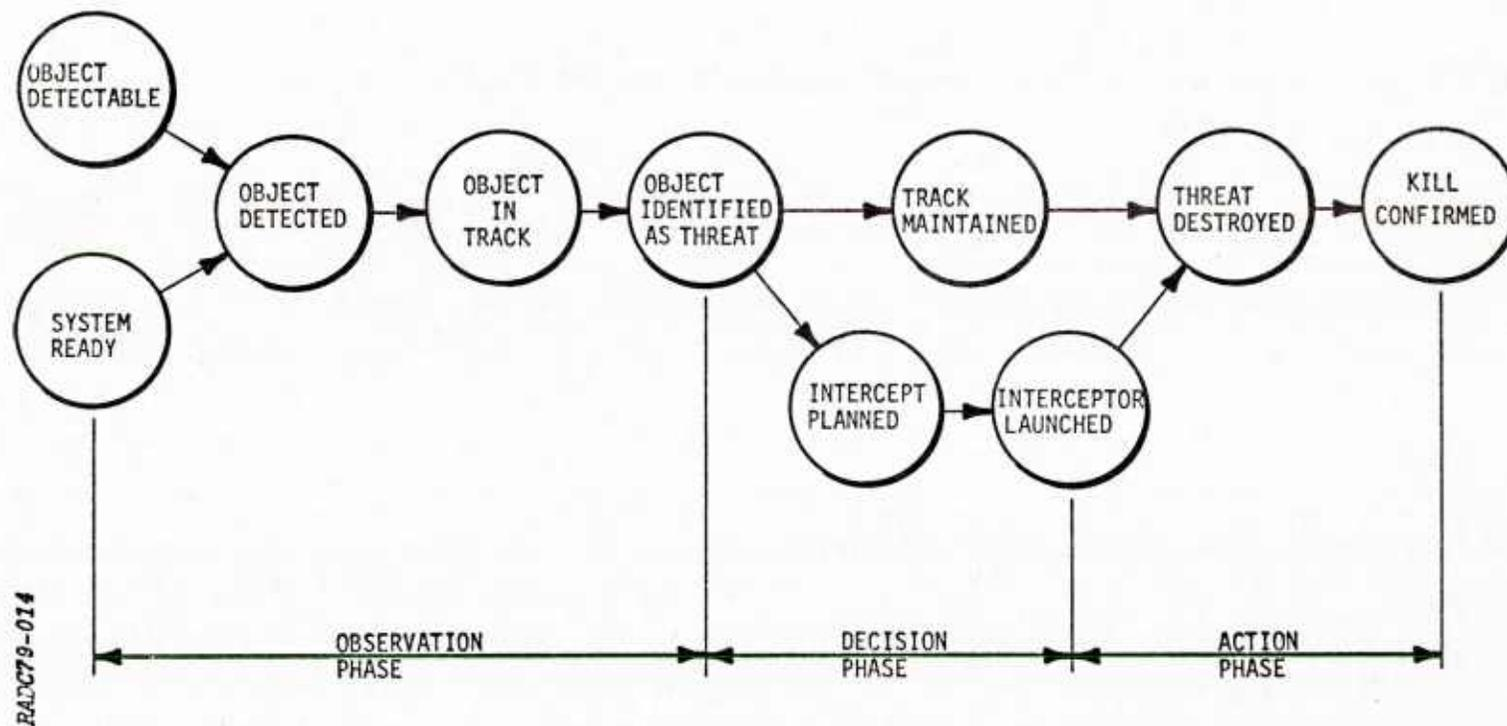 OBJECT
DETECTABLE
SYSTEM
READY
OBJECT
DETECTED
OBJECT
IN
TRACK
OBJECT
IDENTIFIED
AS THREAT
TRACK
MAINTAINED
INTERCEPT
PLANNED
INTERCEPTOR
LAUNCHED
THREAT
DESTROYED
KILL
CONFIRMED
OBSERVATION
PHASE
DECISION
PHASE
ACTION
PHASE
RADC79-014